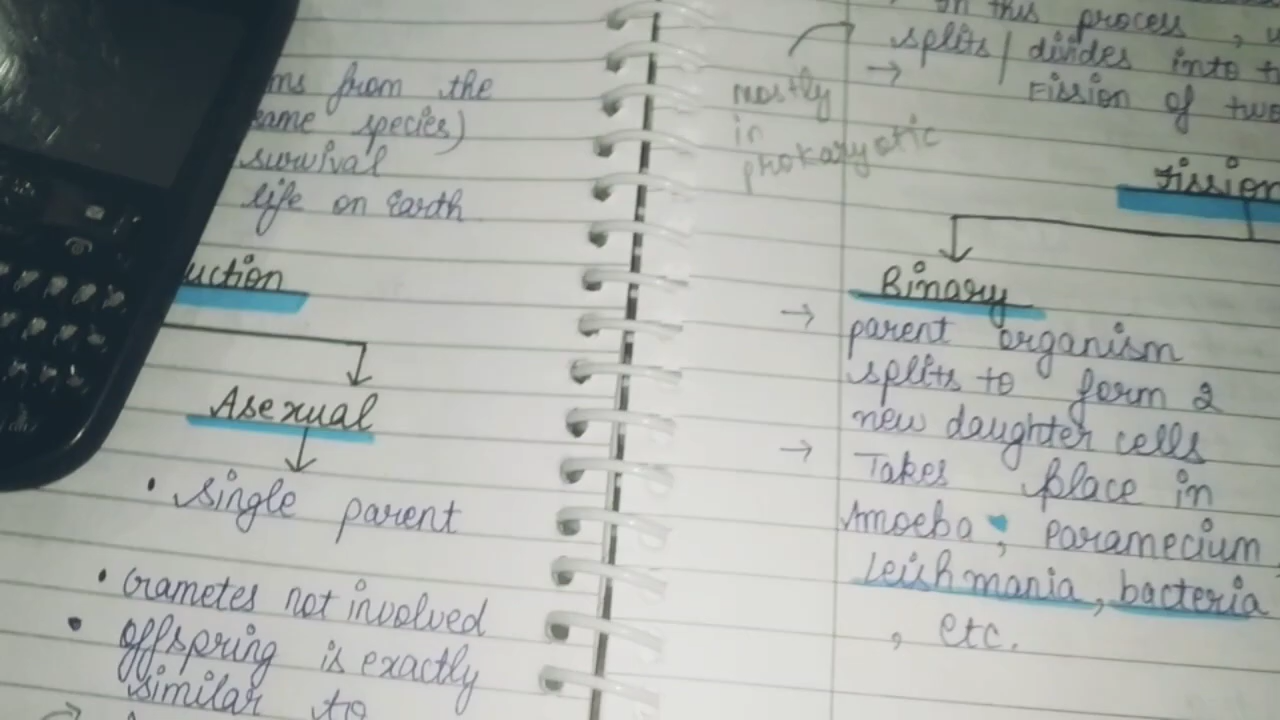 from the
same species)
survival
life on Earth
uction
Asexual
• single parent
• Gametes not involved
• offspring is exactly
similar to
in this process,
splits/divides into
→ Fission of two
mostly
in
prokaryotic
Fission
Binary
→ parent organism
splits to form 2
new daughter cells
→ Takes place in
Amoeba, Paramecium,
Leishmania, bacteria
, etc.